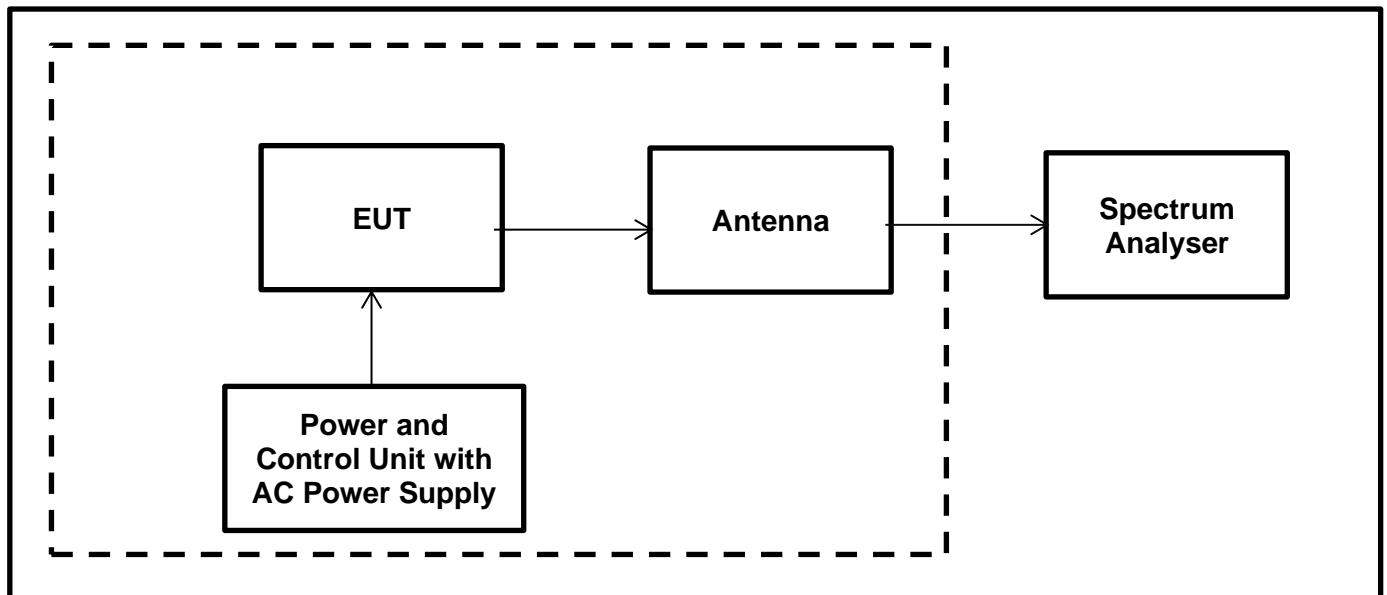 EUT
Antenna
Spectrum
Analyser
Power and
Control Unit with
AC Power Supply